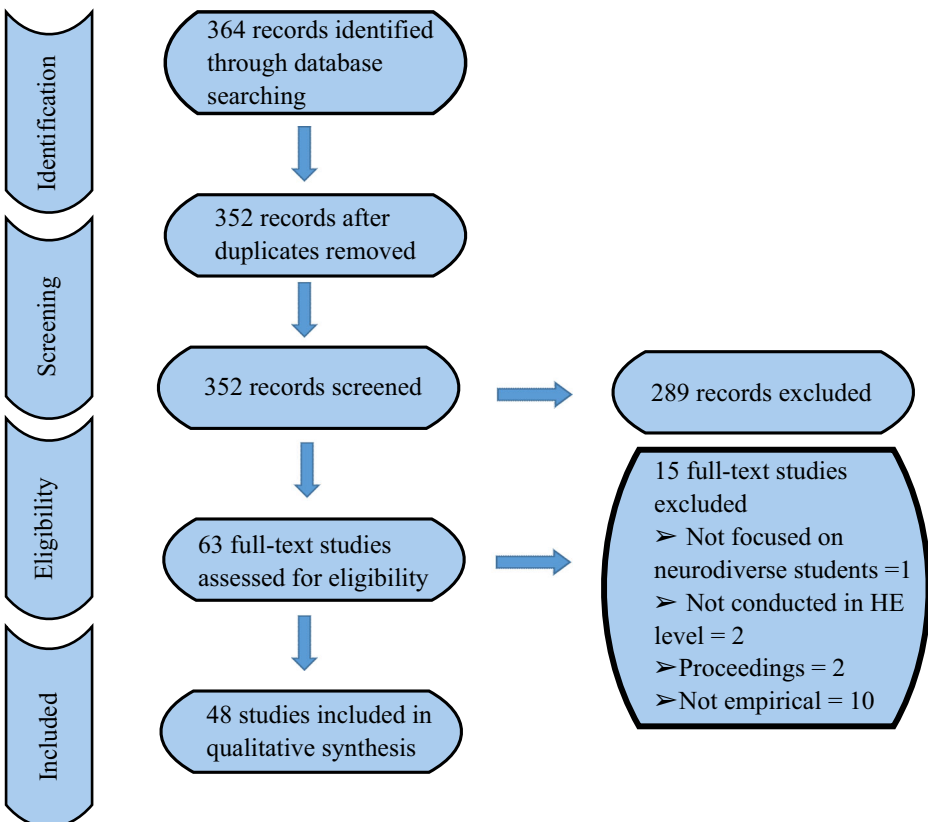 Identification
364 records identified
through database
searching
352 records after
duplicates removed
Screening
352 records screened
289 records excluded
Eligibility
63 full-text studies
assessed for eligibility
15 full-text studies
excluded
➢ Not focused on
neurodiverse students =1
➢ Not conducted in HE
level = 2
➢Proceedings = 2
➢Not empirical = 10
Included
48 studies included in
qualitative synthesis